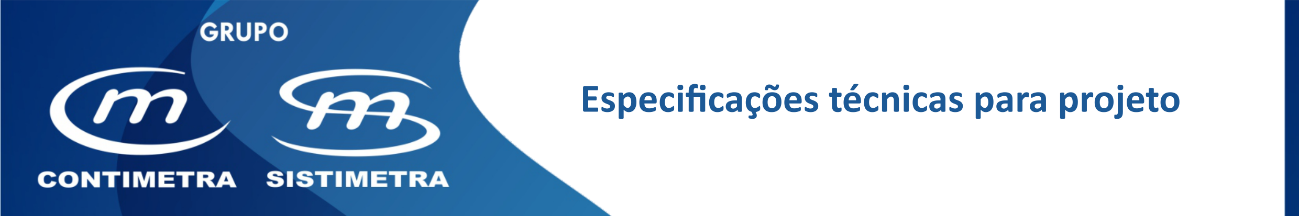 GRUPO
CONTIMETRA SISTIMETRA
Especificações técnicas para projeto